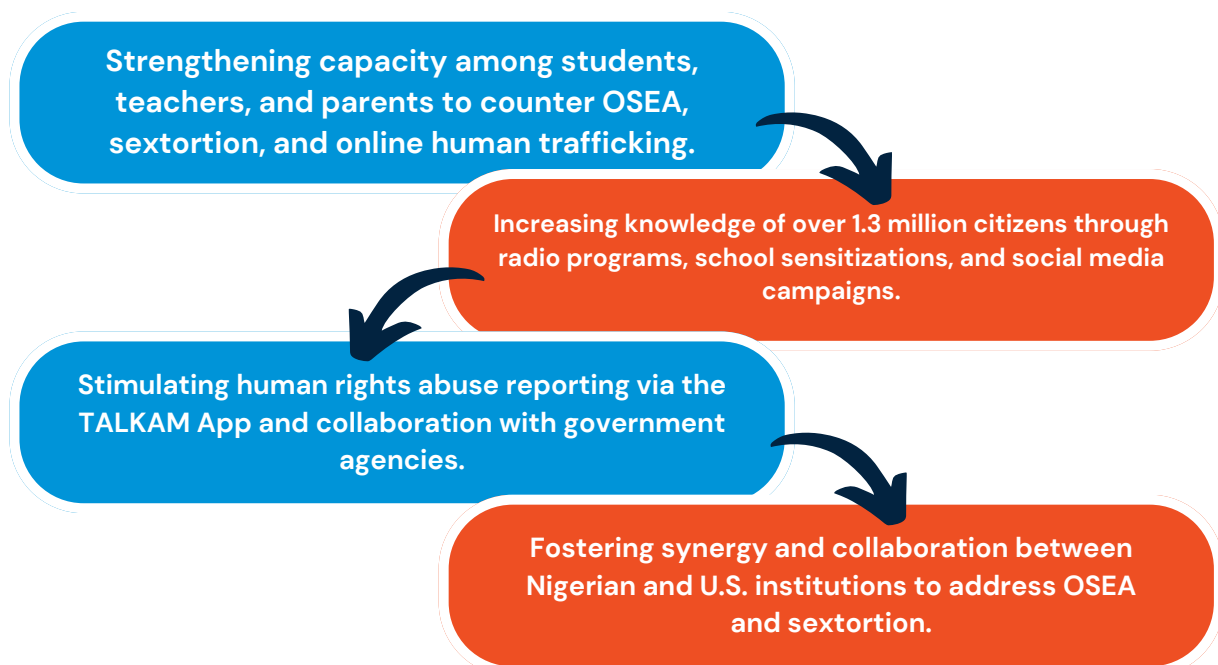 Strengthening capacity among students,
teachers, and parents to counter OSEA,
sextortion, and online human trafficking.
Increasing knowledge of over 1.3 million citizens through
radio programs, school sensitizations, and social media
campaigns.
Stimulating human rights abuse reporting via the
TALKAM App and collaboration with government
agencies.
Fostering synergy and collaboration between
Nigerian and U.S. institutions to address OSEA
and sextortion.